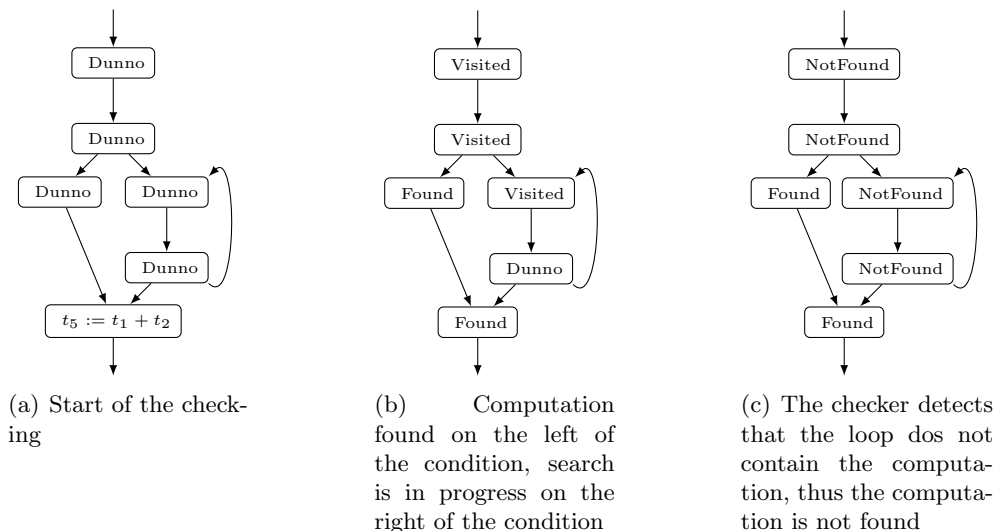 Dunno
Dunno
Dunno Dunno
Dunno
t₅ := t₁ + t₂
(a) Start of the check-
ing
Visited
Visited
Found Visited
Dunno
Found
(b) Computation
found on the left of
the condition, search
is in progress on the
right of the condition
NotFound
NotFound
Found NotFound
NotFound
Found
(c) The checker detects
that the loop dos not
contain the computa-
tion, thus the computa-
tion is not found